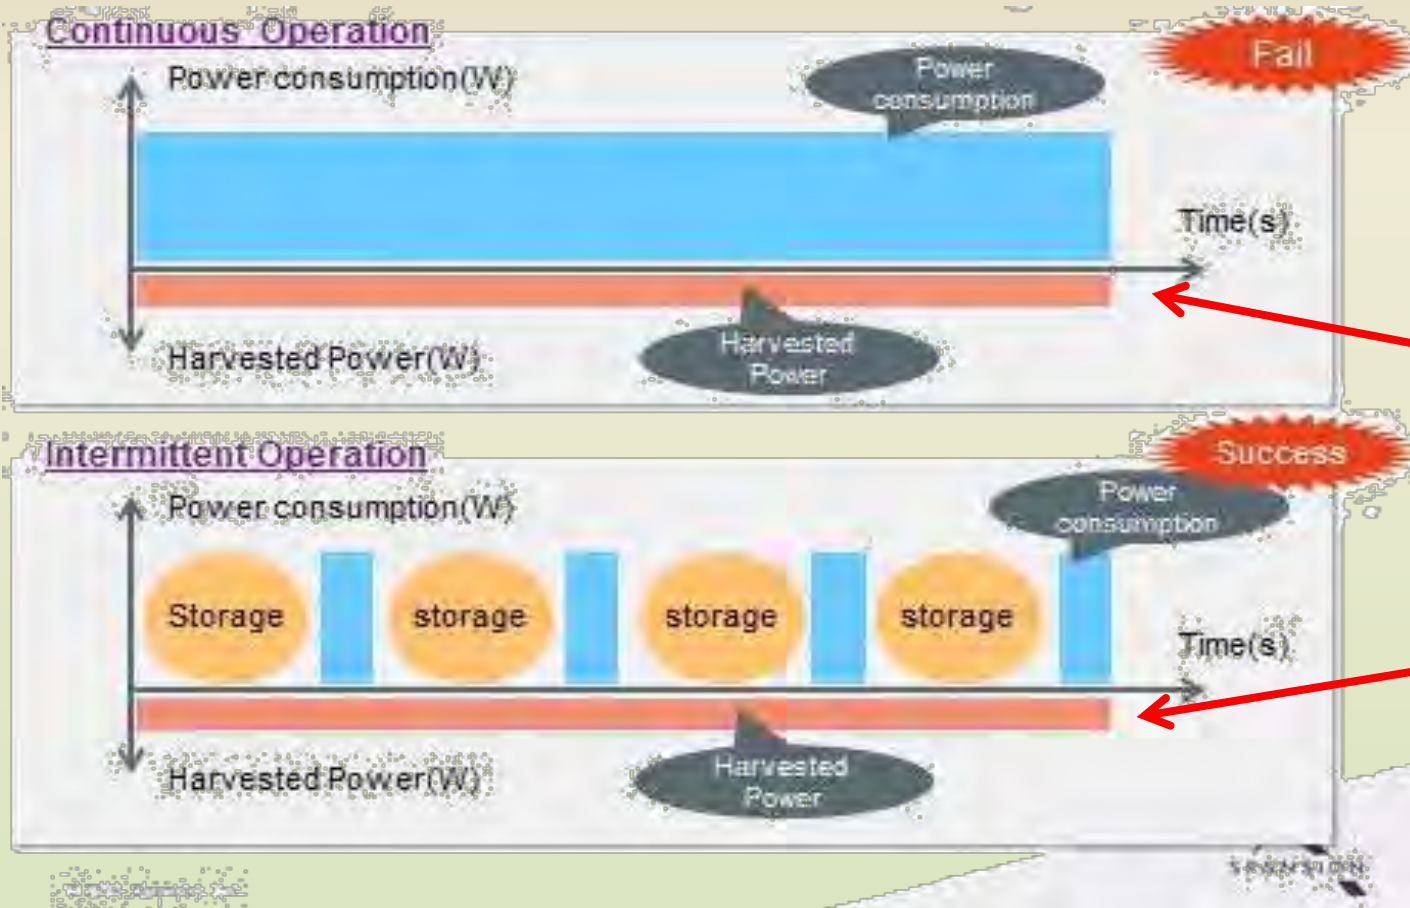 Continuous Operation
Fail
Power consumption(W)
Power
consumption
Time(s)
Harvested Power(W)
Harvested
Power
Intermittent Operation
Success
Power consumption(W)
Power
consumption
Storage
storage
storage
storage
Time(s)
Harvested Power(W)
Harvested
Power